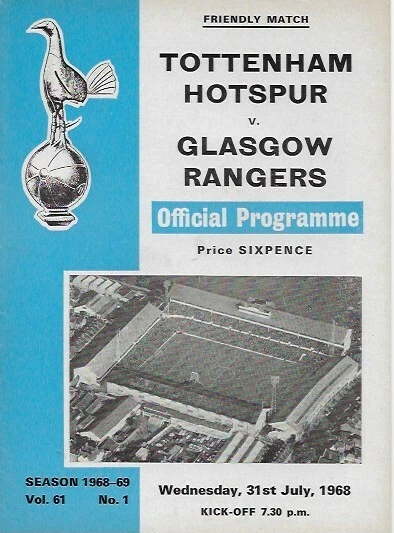 FRIENDLY MATCH
TOTTENHAM
HOTSPUR
v.
GLASGOW
RANGERS
Official Programme
Price SIXPENCE
SEASON 1968–69
Vol. 61 No. 1
Wednesday, 31st July, 1968
KICK-OFF 7.30 p.m.